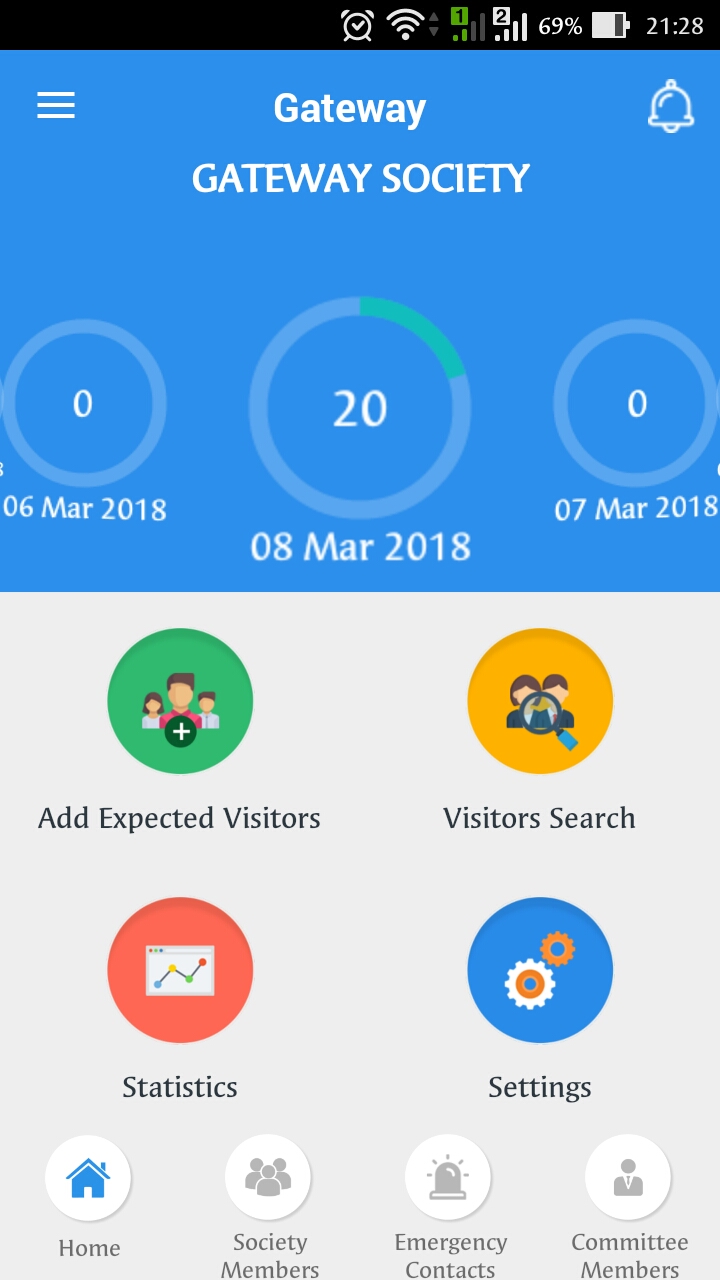 1 2 69% 21:28
Gateway
GATEWAY SOCIETY
0 20 0
06 Mar 2018 08 Mar 2018 07 Mar 2018
Add Expected Visitors Visitors Search
Statistics Settings
Home Society Members Emergency Contacts Committee Members